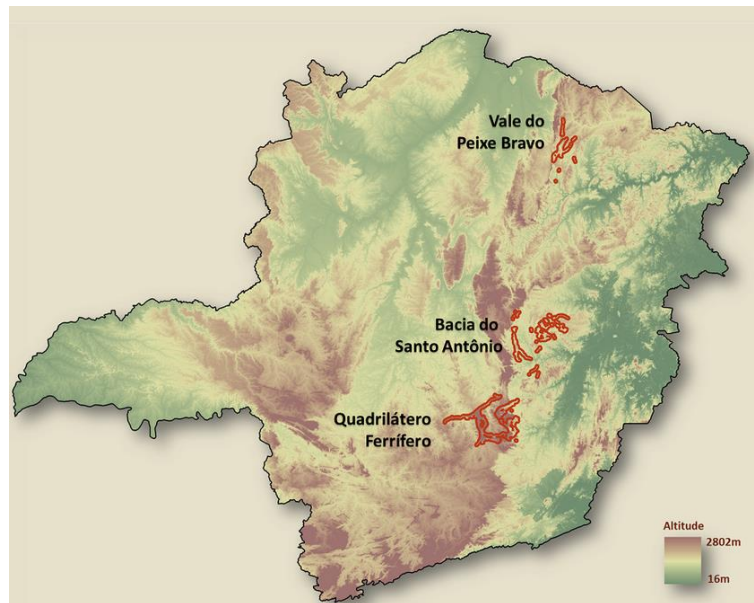 Vale do
Peixe Bravo
Bacia do
Santo Antônio
Quadrilátero
Ferrífero
Altitude
2802m
16m